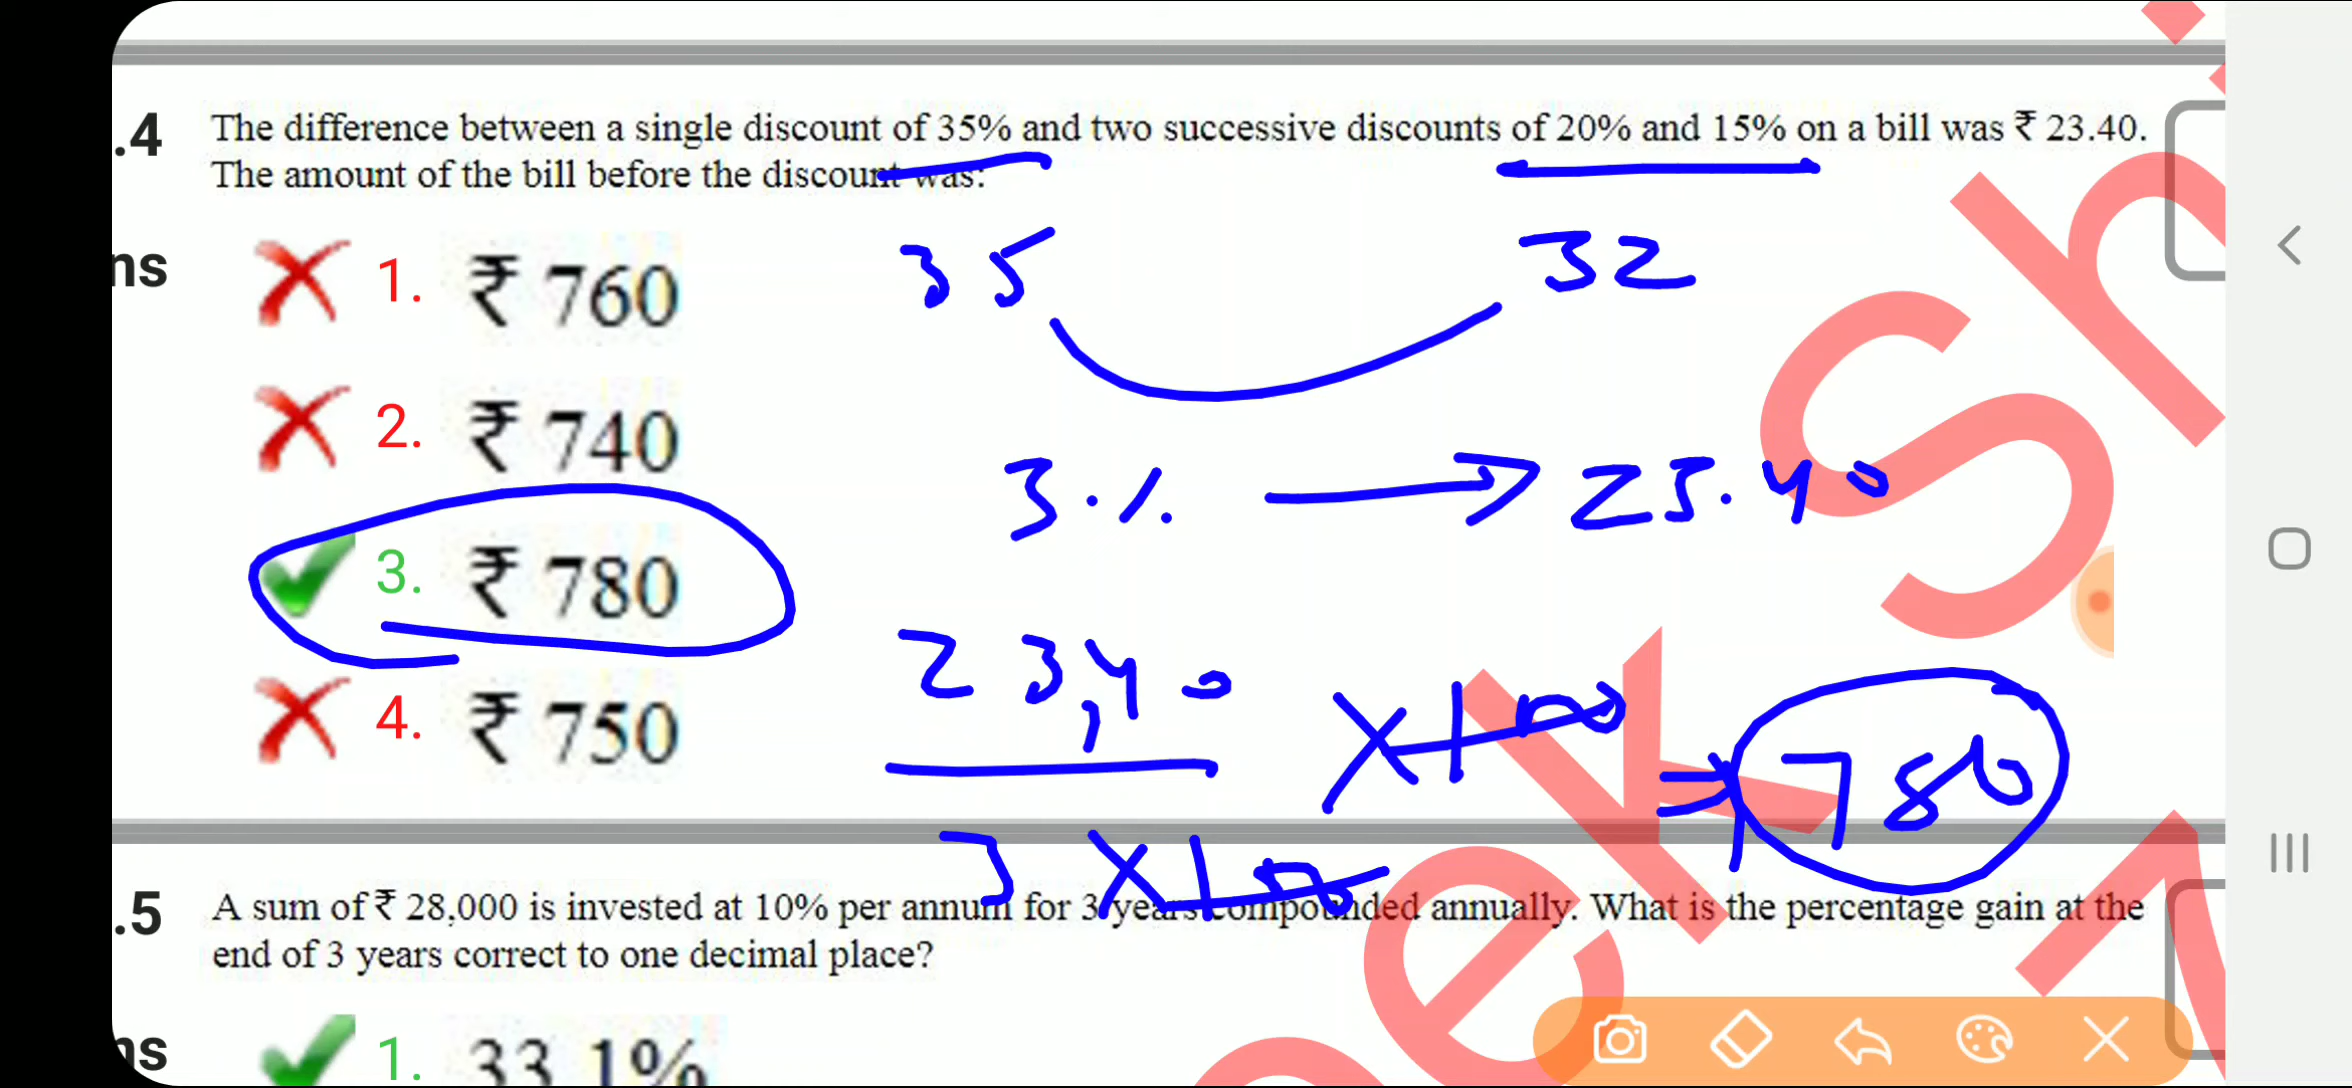 .4 The difference between a single discount of 35% and two successive discounts of 20% and 15% on a bill was ₹ 23.40.
The amount of the bill before the discount was:
ns
1. ₹ 760
35
32
2. ₹ 740
3% → 23.40
3. ₹ 780
23.40
× 100
4. ₹ 750
⇒ 780
3 × 100
.5 A sum of ₹ 28,000 is invested at 10% per annum for 3 years compounded annually. What is the percentage gain at the
end of 3 years correct to one decimal place?
ns
1. 33.1%